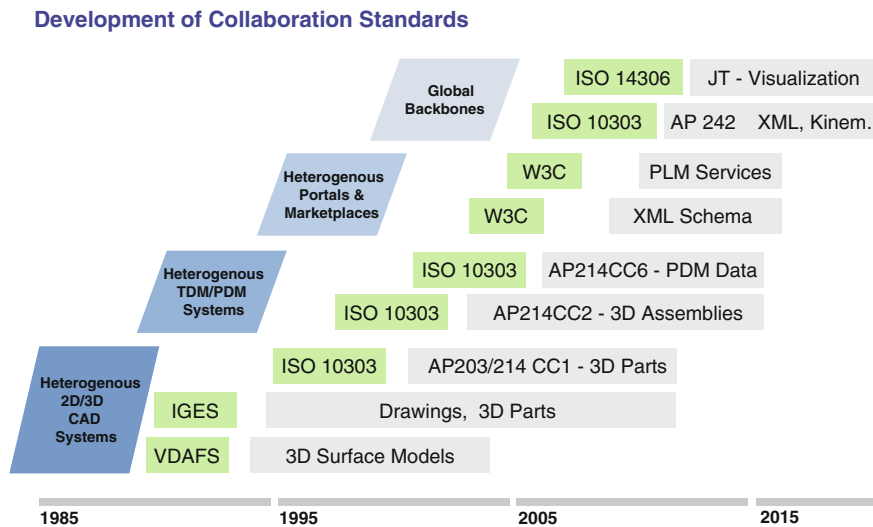 Development of Collaboration Standards
Global
Backbones
ISO 14306
JT - Visualization
ISO 10303
AP 242 XML, Kinem.
Heterogenous
Portals &
Marketplaces
W3C
PLM Services
W3C
XML Schema
Heterogenous
TDM/PDM
Systems
ISO 10303
AP214CC6 - PDM Data
ISO 10303
AP214CC2 - 3D Assemblies
Heterogenous
2D/3D
CAD
Systems
ISO 10303
AP203/214 CC1 - 3D Parts
IGES
Drawings, 3D Parts
VDAFS
3D Surface Models
1985
1995
2005
2015